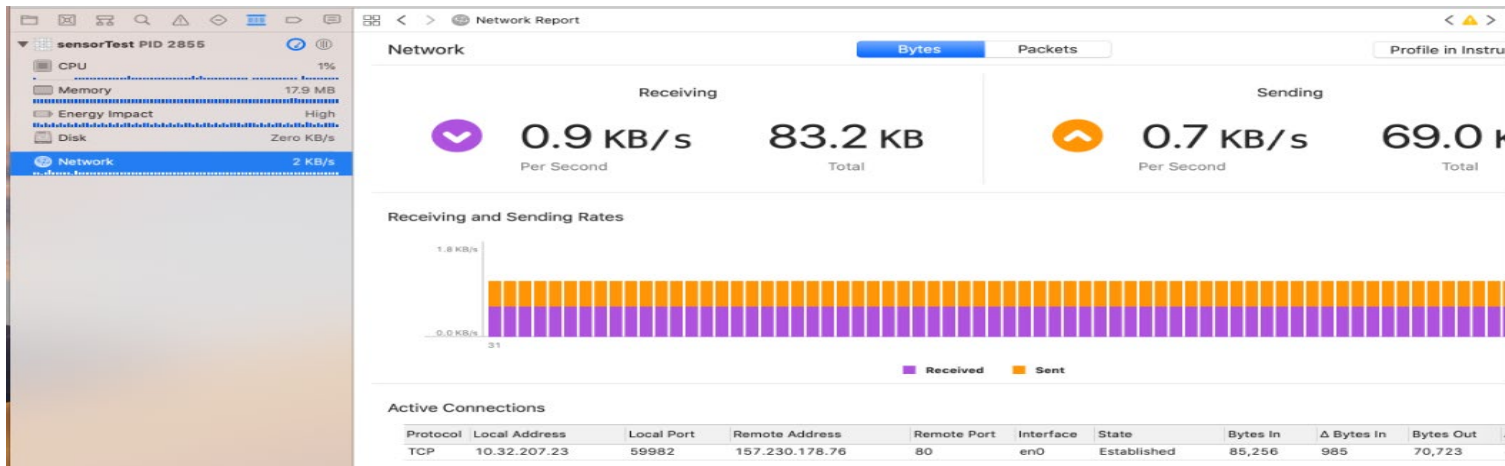 Network Report
sensorTest PID 2855
CPU 1%
Memory 17.9 MB
Energy Impact High
Disk Zero KB/s
Network 2 KB/s
Network Bytes Packets Profile in Instru
Receiving
0.9 KB/s 83.2 KB
Per Second Total
Sending
0.7 KB/s 69.0 K
Per Second Total
Receiving and Sending Rates
1.8 KB/s
0.0 KB/s
31
Received Sent
Active Connections
Protocol Local Address Local Port Remote Address Remote Port Interface State Bytes In Δ Bytes In Bytes Out
TCP 10.32.207.23 59982 157.230.178.76 80 en0 Established 85,256 985 70,723